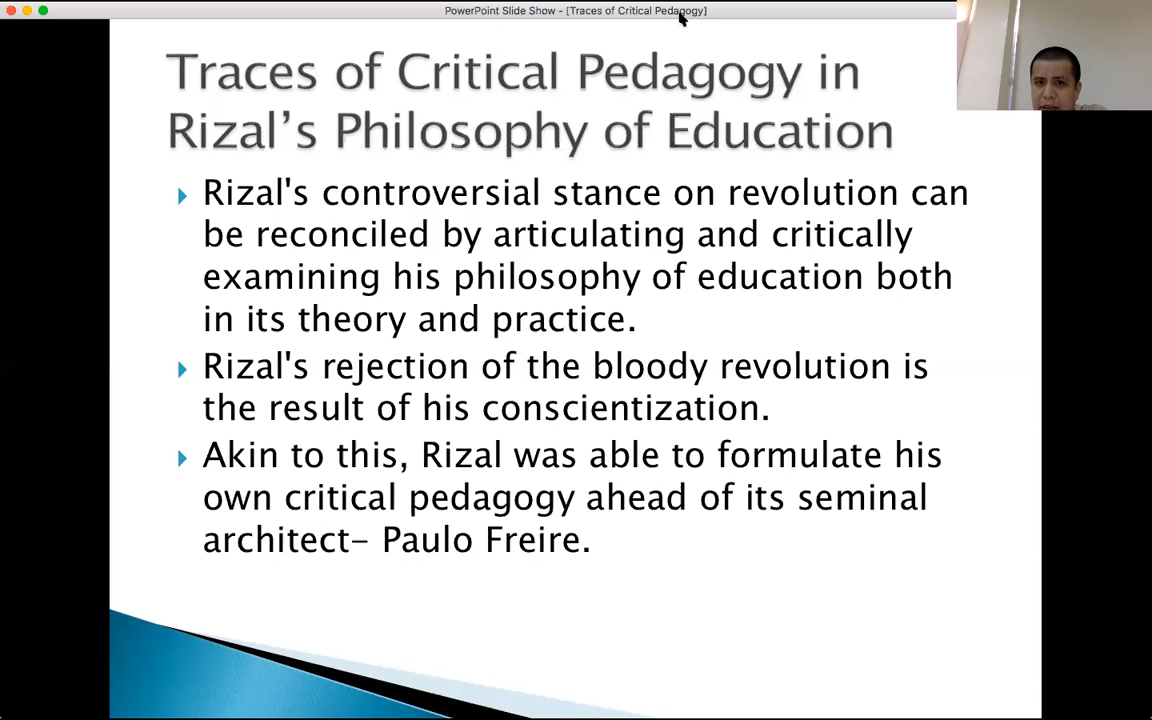 PowerPoint Slide Show - [Traces of Critical Pedagogy]
Traces of Critical Pedagogy in
Rizal’s Philosophy of Education
Rizal's controversial stance on revolution can
be reconciled by articulating and critically
examining his philosophy of education both
in its theory and practice.
Rizal's rejection of the bloody revolution is
the result of his conscientization.
Akin to this, Rizal was able to formulate his
own critical pedagogy ahead of its seminal
architect– Paulo Freire.